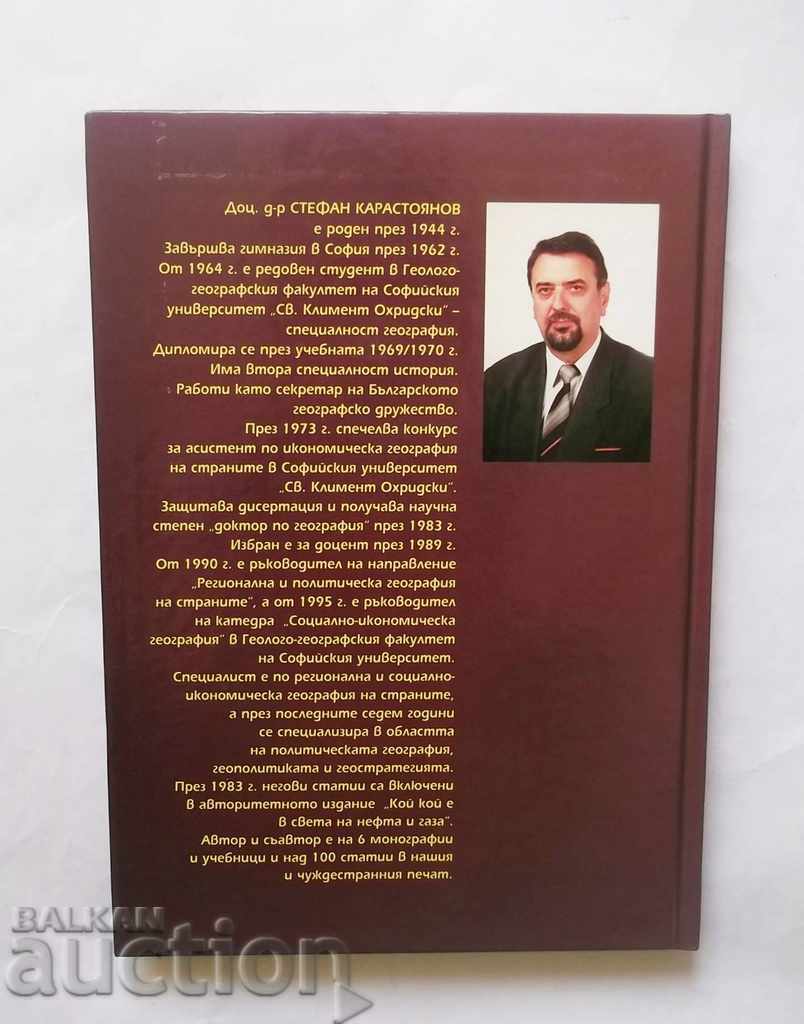 Доц. д-р СТЕФАН КАРАСТОЯНОВ
е роден през 1944 г.
Завършва гимназия в София през 1962 г.
От 1964 г. е редовен студент в Геолого-
географския факултет на Софийския
университет „Св. Климент Охридски“ –
специалност география.
Дипломира се през учебната 1969/1970 г.
Има втора специалност история.
Работи като секретар на Българското
географско дружество.
През 1973 г. спечелва конкурс
за асистент по икономическа география
на страните в Софийския университет
„Св. Климент Охридски“.
Защитава дисертация и получава научна
степен „доктор по география“ през 1983 г.
Избран е за доцент през 1989 г.
От 1990 г. е ръководител на направление
„Регионална и политическа география
на страните“, а от 1995 г. е ръководител
на катедра „Социално-икономическа
география“ в Геолого-географския факултет
на Софийския университет.
Специалист е по регионална и социално-
икономическа география на страните,
а през последните седем години
се специализира в областта
на политическата география,
геополитиката и геостратегията.
През 1983 г. негови статии са включени
в авторитетното издание „Кой кой е
в света на нефта и газа“.
Автор и съавтор е на 6 монографии
и учебници и над 100 статии в нашия
и чуждестранния печат.
BALKAN
auction